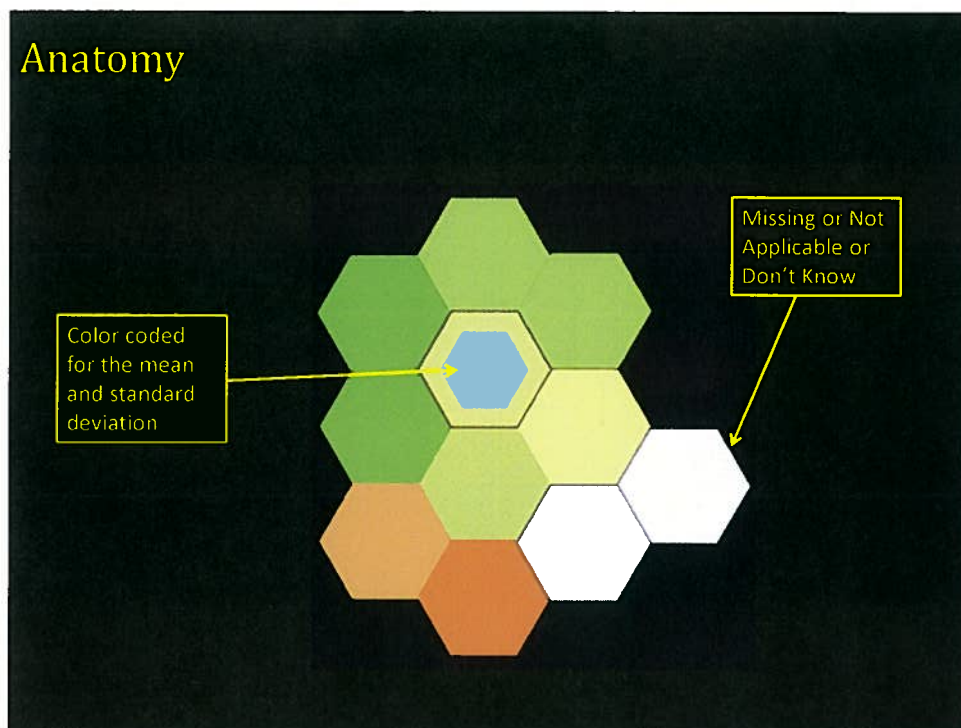 Anatomy
Missing or Not
Applicable or
Don't Know
Color coded
for the mean
and standard
deviation